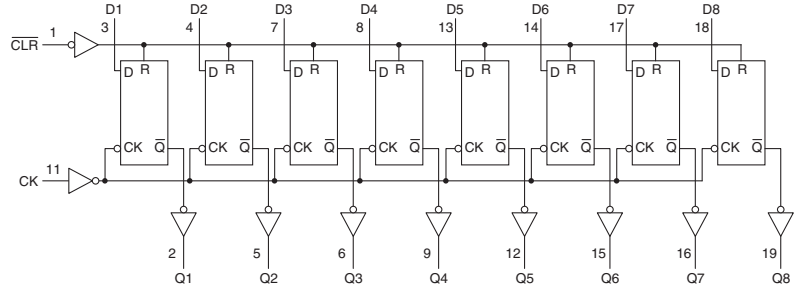 D1 D2 D3 D4 D5 D6 D7 D8
3 4 7 8 13 14 17 18
CLR 1
D R D R D R D R D R D R D R D R
CK Q CK Q CK Q CK Q CK Q CK Q CK Q CK Q
CK 11
2 5 6 9 12 15 16 19
Q1 Q2 Q3 Q4 Q5 Q6 Q7 Q8